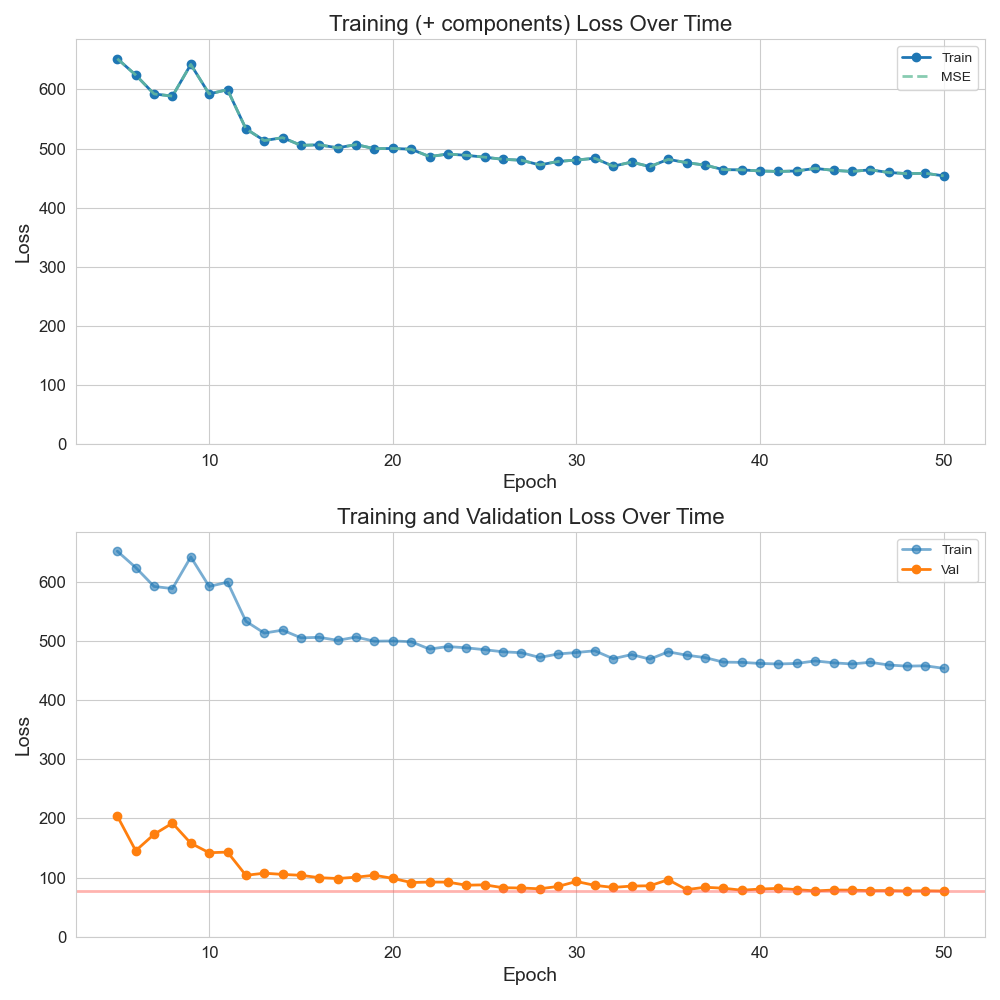 Training (+ components) Loss Over Time
Train
MSE
Loss
600
500
400
300
200
100
0
10 20 30 40 50
Epoch
Training and Validation Loss Over Time
Train
Val
Loss
600
500
400
300
200
100
0
10 20 30 40 50
Epoch